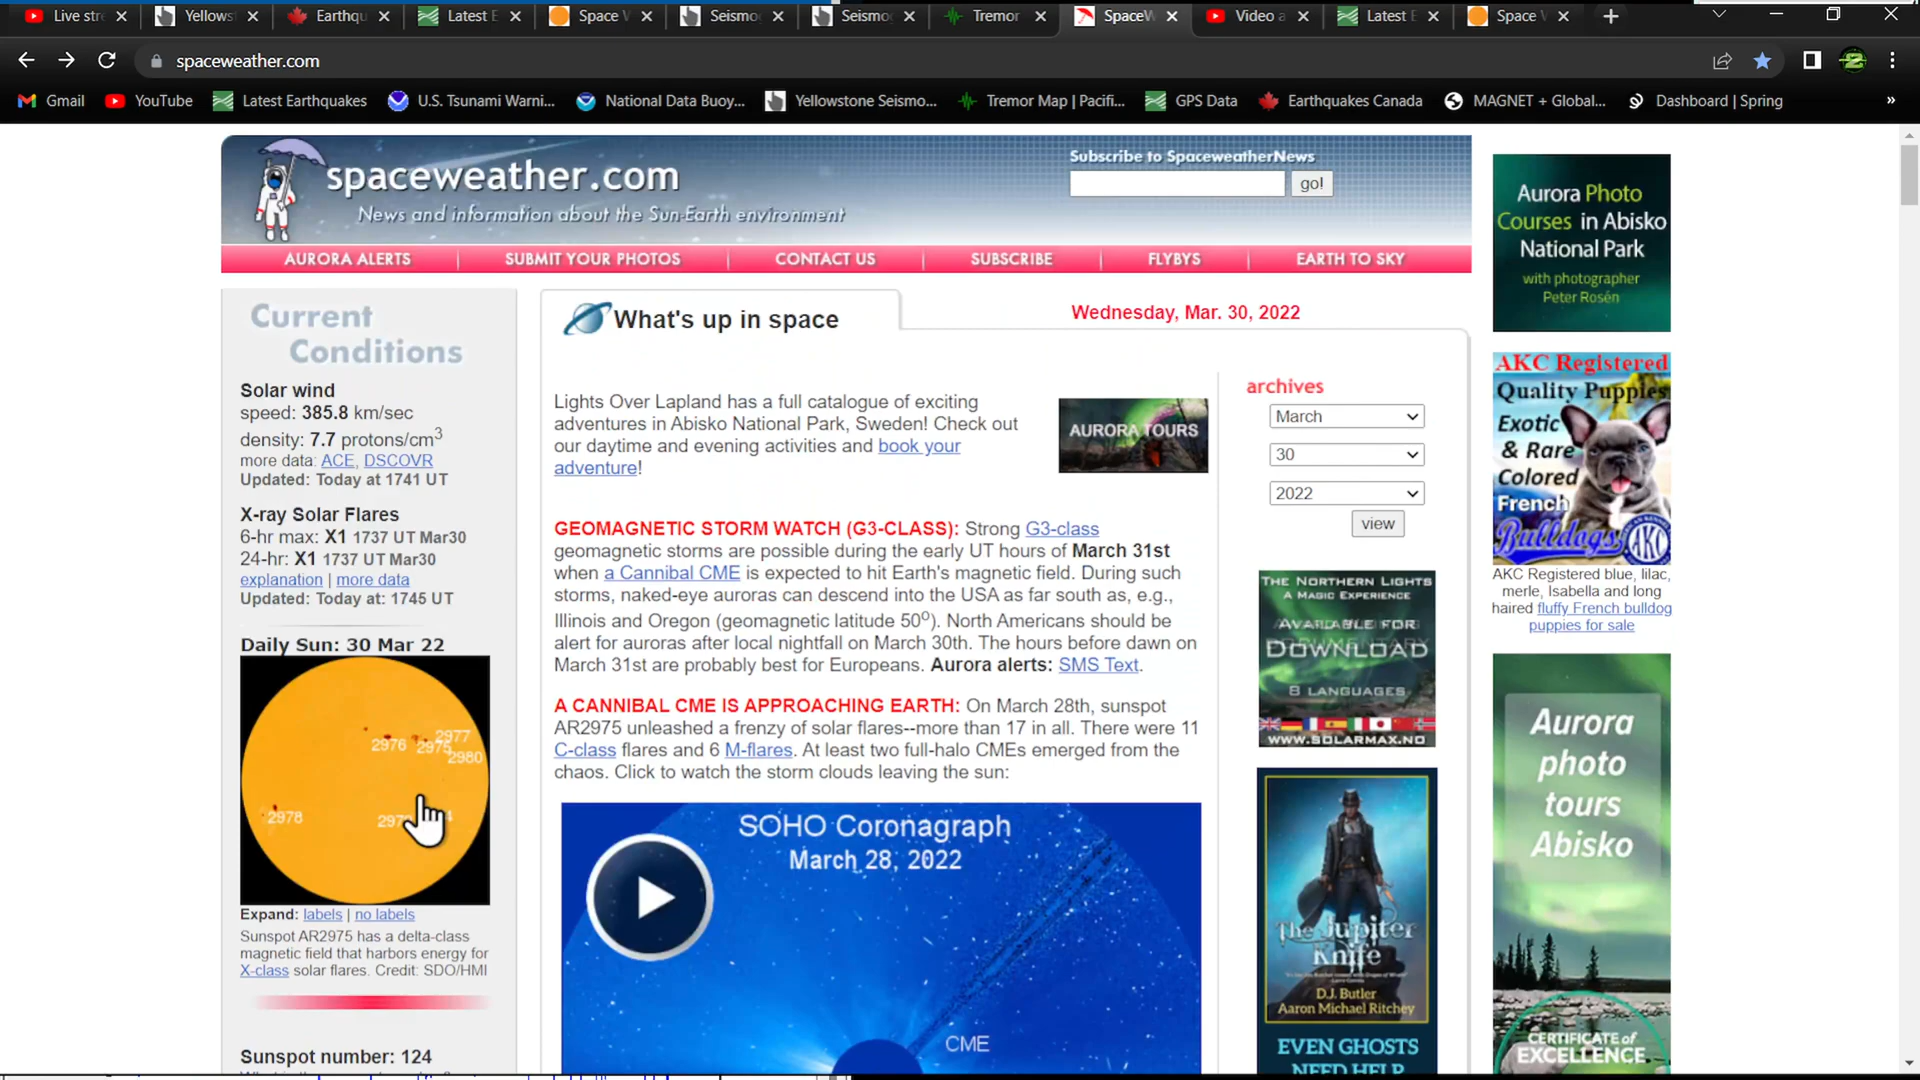 Live str
Yellows
Earthqu
Latest E
Space W
Seismo
Seismo
Tremor
SpaceW
Video a
Latest E
Space W
spaceweather.com
Gmail
YouTube
Latest Earthquakes
U.S. Tsunami Warni...
National Data Buoy...
Yellowstone Seismo...
Tremor Map | Pacifi...
GPS Data
Earthquakes Canada
MAGNET + Global...
Dashboard | Spring
»
spaceweather.com
News and information about the Sun-Earth environment
Subscribe to SpaceweatherNews
go!
AURORA ALERTS
SUBMIT YOUR PHOTOS
CONTACT US
SUBSCRIBE
FLYBYS
EARTH TO SKY
Current
Conditions
Solar wind
speed: 385.8 km/sec
density: 7.7 protons/cm3
more data: ACE, DSCOVR
Updated: Today at 1741 UT
X-ray Solar Flares
6-hr max: X1 1737 UT Mar30
24-hr: X1 1737 UT Mar30
explanation | more data
Updated: Today at: 1745 UT
Daily Sun: 30 Mar 22
2977
2976
2975
2980
2978
Expand: labels | no labels
Sunspot AR2975 has a delta-class
magnetic field that harbors energy for
X-class solar flares. Credit: SDO/HMI
Sunspot number: 124
What's up in space
Wednesday, Mar. 30, 2022
Lights Over Lapland has a full catalogue of exciting
adventures in Abisko National Park, Sweden! Check out
our daytime and evening activities and book your
adventure!
AURORA TOURS
GEOMAGNETIC STORM WATCH (G3-CLASS): Strong G3-class
geomagnetic storms are possible during the early UT hours of March 31st
when a Cannibal CME is expected to hit Earth's magnetic field. During such
storms, naked-eye auroras can descend into the USA as far south as, e.g.,
Illinois and Oregon (geomagnetic latitude 50o). North Americans should be
alert for auroras after local nightfall on March 30th. The hours before dawn on
March 31st are probably best for Europeans. Aurora alerts: SMS Text.
A CANNIBAL CME IS APPROACHING EARTH: On March 28th, sunspot
AR2975 unleashed a frenzy of solar flares--more than 17 in all. There were 11
C-class flares and 6 M-flares. At least two full-halo CMEs emerged from the
chaos. Click to watch the storm clouds leaving the sun:
SOHO Coronagraph
March 28, 2022
CME
archives
March
30
2022
view
THE NORTHERN LIGHTS
A MAGIC EXPERIENCE
AVAILABLE FOR
DOWNLOAD
8 LANGUAGES
WWW.SOLARMAX.NO
The Jupiter
Knife
D.J. Butler
Aaron Michael Ritchey
EVEN GHOSTS
NEED HELP
Aurora Photo
Courses in Abisko
National Park
with photographer
Peter Rosén
AKC Registered
Quality Puppies
Exotic
& Rare
Colored
French
Bulldogs
AKC
AKC Registered blue, lilac,
merle, Isabella and long
haired fluffy French bulldog
puppies for sale
Aurora
photo
tours
Abisko
CERTIFICATE of
EXCELLENCE